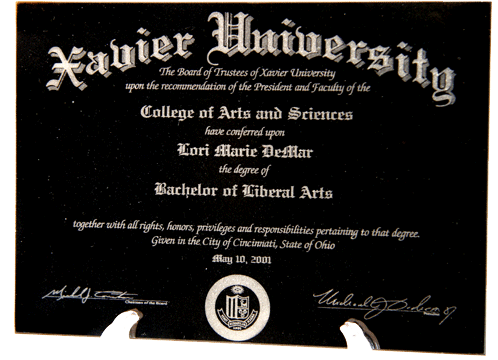 Xavier University
The Board of Trustees of Xavier University
upon the recommendation of the President and Faculty of the
College of Arts and Sciences
have conferred upon
Lori Marie DeMar
the degree of
Bachelor of Liberal Arts
together with all rights, honors, privileges and responsibilities pertaining to that degree.
Given in the City of Cincinnati, State of Ohio
May 10, 2001
Chairman of the Board